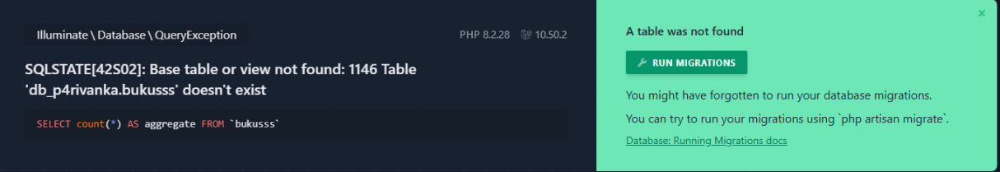 Illuminate \ Database \ QueryException
PHP 8.2.28 10.50.2
SQLSTATE[42S02]: Base table or view not found: 1146 Table
'db_p4rivanka.bukusss' doesn't exist
SELECT count(*) AS aggregate FROM `bukusss`
A table was not found
RUN MIGRATIONS
You might have forgotten to run your database migrations.
You can try to run your migrations using `php artisan migrate`.
Database: Running Migrations docs